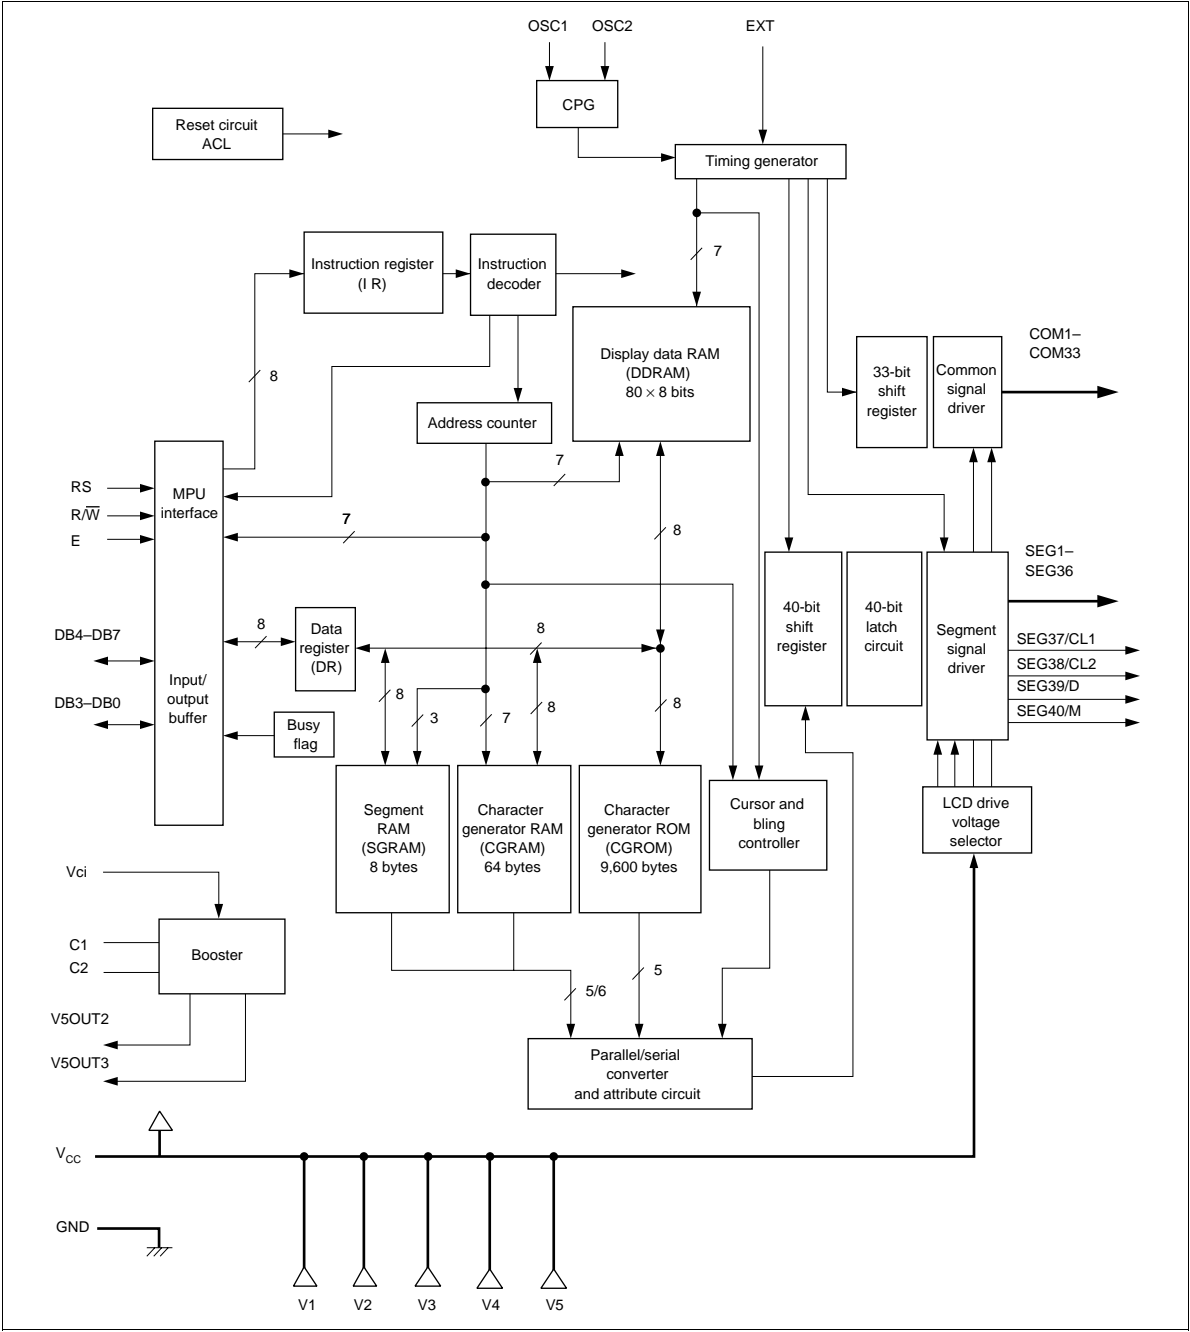 OSC1 OSC2 EXT
CPG
Reset circuit
ACL
Timing generator
7
Instruction register
(I R)
Instruction
decoder
8
Display data RAM
(DDRAM)
80 × 8 bits
33-bit
shift
register
Common
signal
driver
COM1–
COM33
Address counter
7
RS
R/W̅
E
MPU
interface
7
8
DB4–DB7
DB3–DB0
Input/
output
buffer
8
Data
register
(DR)
8
Busy
flag
8
3
7
8
8
40-bit
shift
register
40-bit
latch
circuit
Segment
signal
driver
SEG1–
SEG36
SEG37/CL1
SEG38/CL2
SEG39/D
SEG40/M
Segment
RAM
(SGRAM)
8 bytes
Character
generator RAM
(CGRAM)
64 bytes
Character
generator ROM
(CGROM)
9,600 bytes
Cursor and
bling
controller
LCD drive
voltage
selector
Vci
C1
C2
Booster
V5OUT2
V5OUT3
5/6
5
Parallel/serial
converter
and attribute circuit
VCC
GND
V1 V2 V3 V4 V5